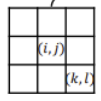 (i, j)
(k, l)